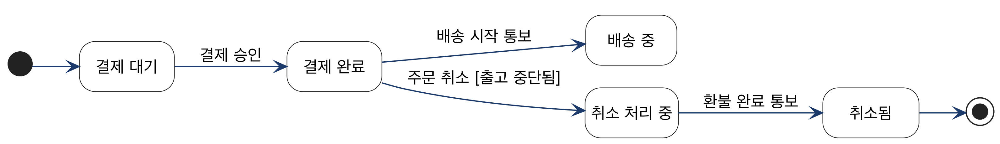 결제 대기
결제 승인
결제 완료
배송 시작 통보
배송 중
주문 취소 [출고 중단됨]
취소 처리 중
환불 완료 통보
취소됨